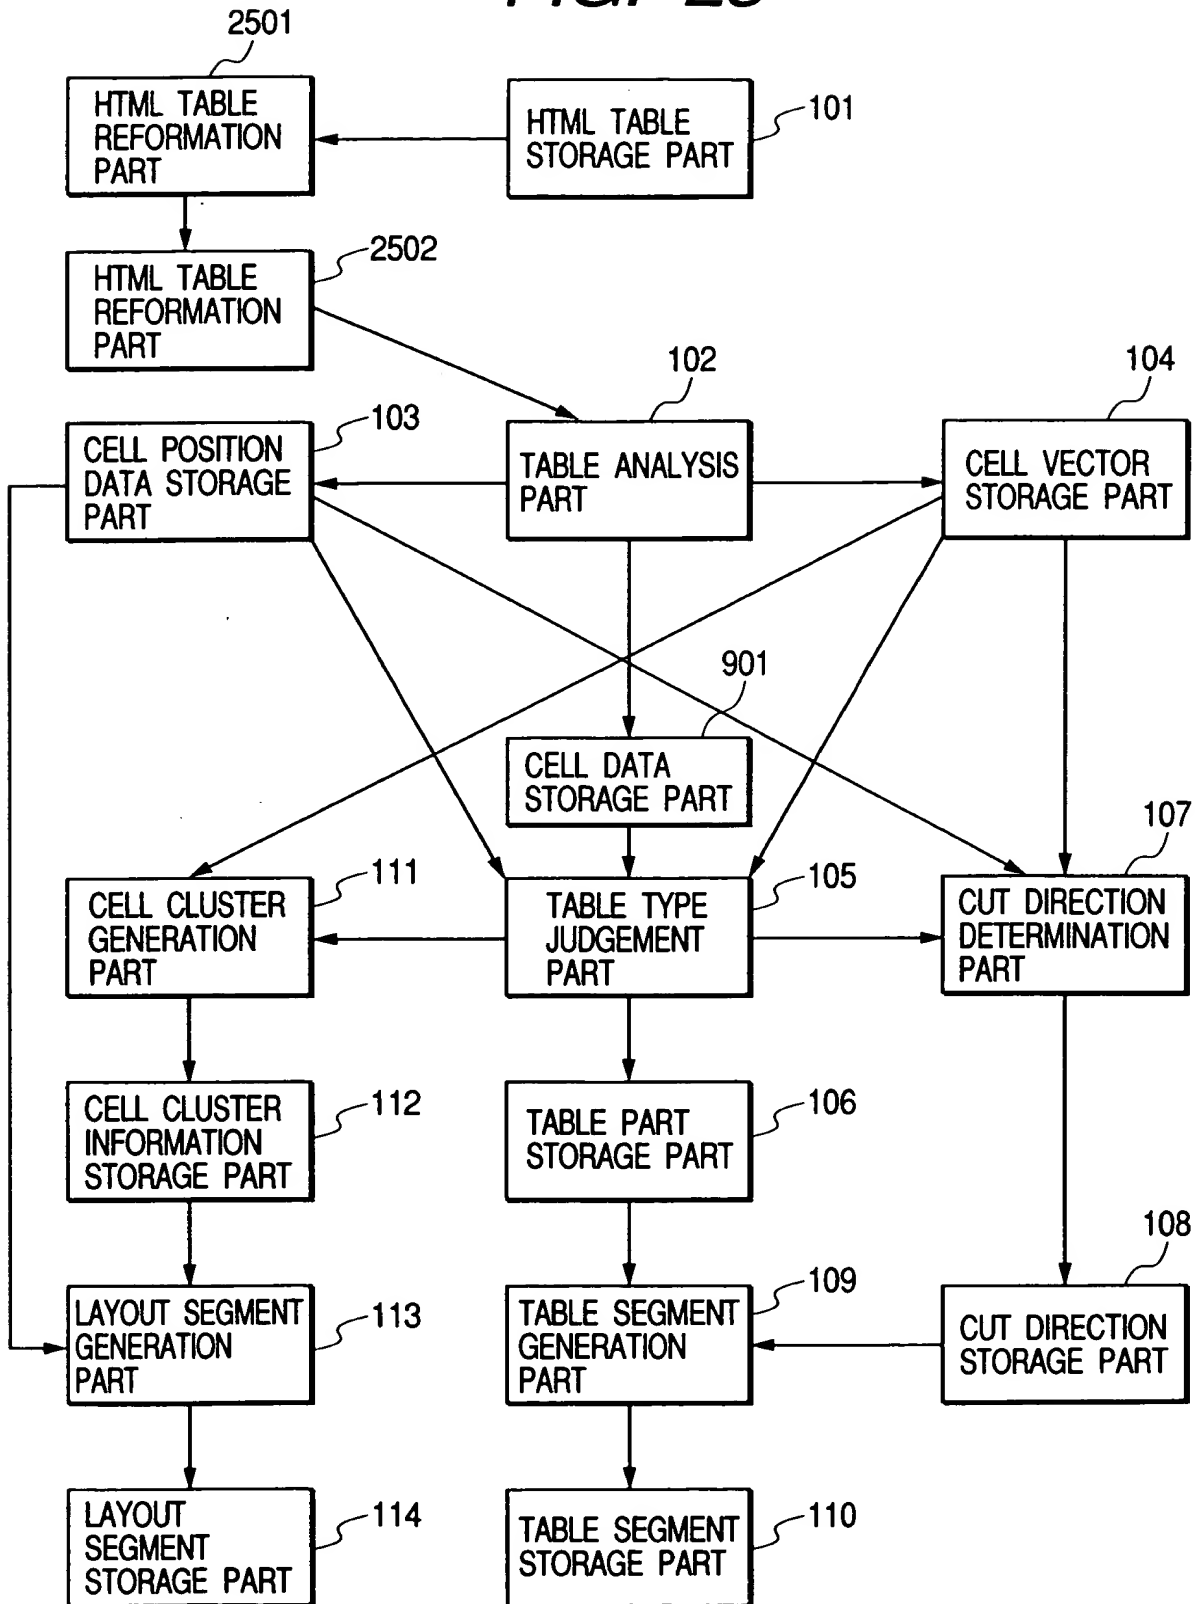 2501
HTML TABLE
REFORMATION
PART
HTML TABLE
STORAGE PART
101
HTML TABLE
REFORMATION
PART
2502
CELL POSITION
DATA STORAGE
PART
103
TABLE ANALYSIS
PART
102
CELL VECTOR
STORAGE PART
104
901
CELL DATA
STORAGE PART
CELL CLUSTER
GENERATION
PART
111
TABLE TYPE
JUDGEMENT
PART
105
CUT DIRECTION
DETERMINATION
PART
107
CELL CLUSTER
INFORMATION
STORAGE PART
112
TABLE PART
STORAGE PART
106
LAYOUT SEGMENT
GENERATION
PART
113
TABLE SEGMENT
GENERATION
PART
109
CUT DIRECTION
STORAGE PART
108
LAYOUT
SEGMENT
STORAGE PART
114
TABLE SEGMENT
STORAGE PART
110